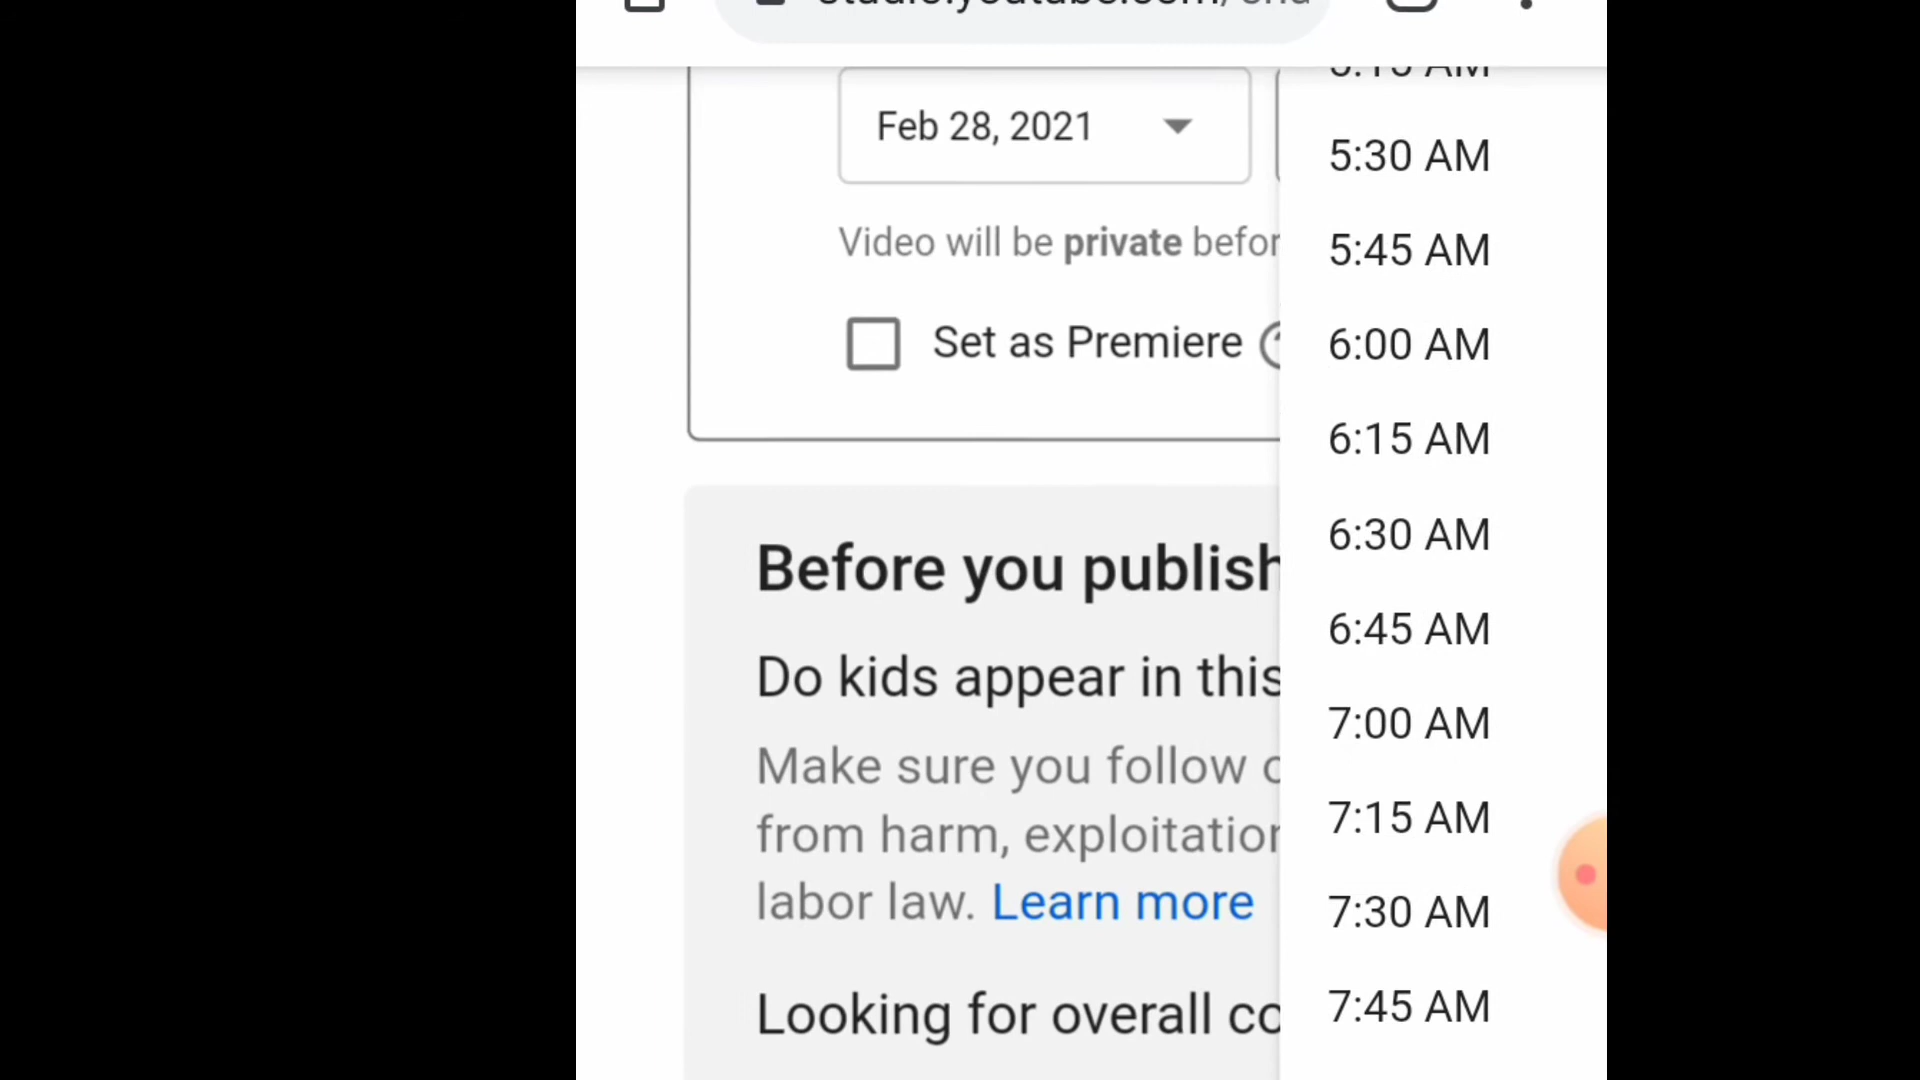 Feb 28, 2021
Video will be private
Set as Premiere
Before you publish
Do kids appear in this
Make sure you follow
from harm,
labor law. Learn more
Looking for overall
5:30 AM
5:45 AM
6:00 AM
6:15 AM
6:30 AM
6:45 AM
7:00 AM
7:15 AM
7:30 AM
7:45 AM